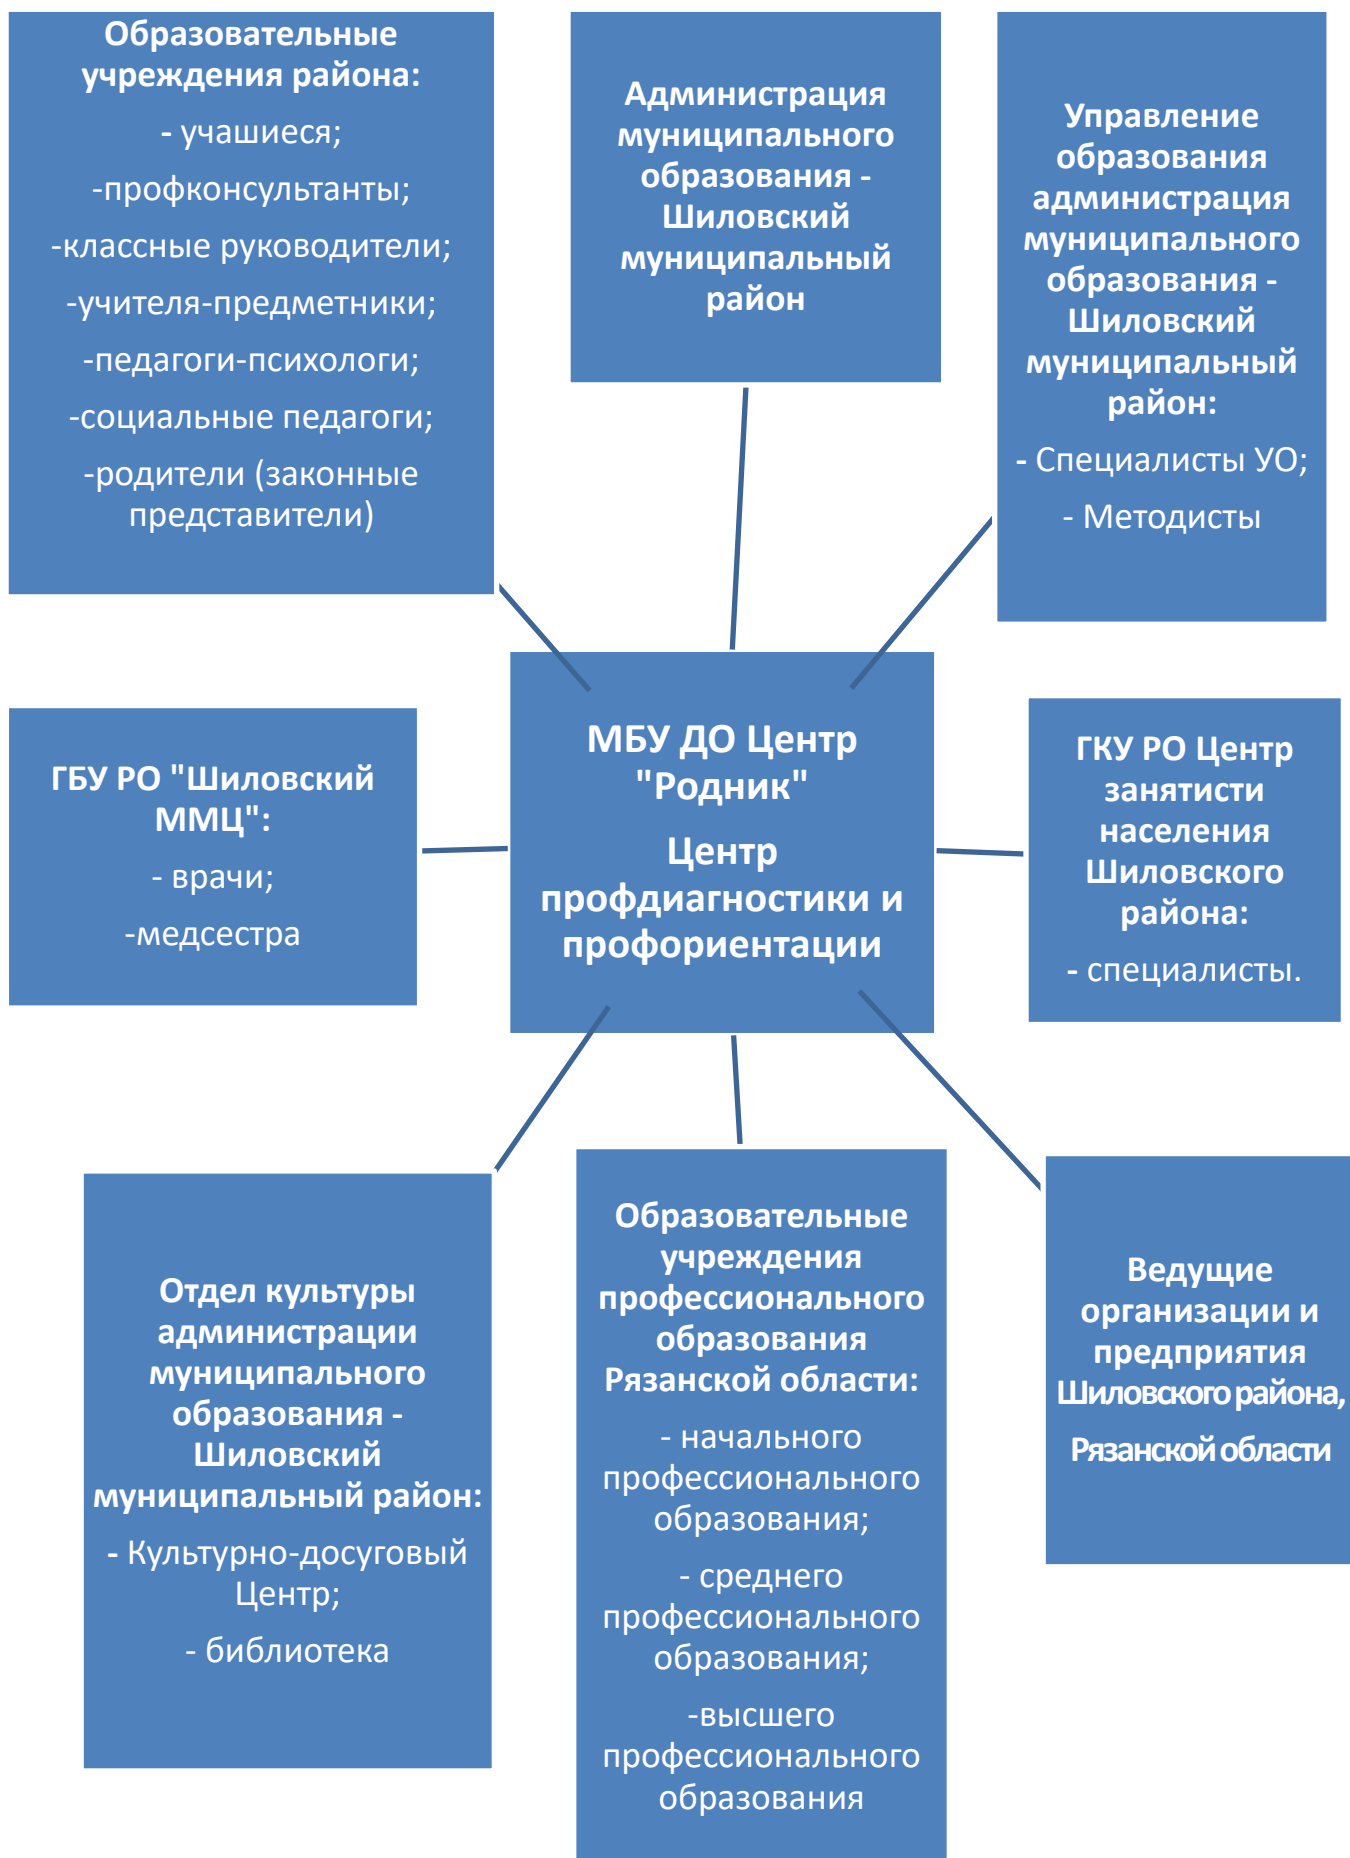 Образовательные
учреждения района:
- учашиеся;
-профконсультанты;
-классные руководители;
-учителя-предметники;
-педагоги-психологи;
-социальные педагоги;
-родители (законные
представители)
Администрация
муниципального
образования -
Шиловский
муниципальный
район
Управление
образования
администрация
муниципального
образования -
Шиловский
муниципальный
район:
- Специалисты УО;
- Методисты
ГБУ РО "Шиловский
ММЦ":
- врачи;
-медсестра
МБУ ДО Центр
"Родник"
Центр
профдиагностики и
профориентации
ГКУ РО Центр
занятисти
населения
Шиловского
района:
- специалисты.
Отдел культуры
администрации
муниципального
образования -
Шиловский
муниципальный район:
- Культурно-досуговый
Центр;
- библиотека
Образовательные
учреждения
профессионального
образования
Рязанской области:
- начального
профессионального
образования;
- среднего
профессионального
образования;
-высшего
профессионального
образования
Ведущие
организации и
предприятия
Шиловского района,
Рязанской области